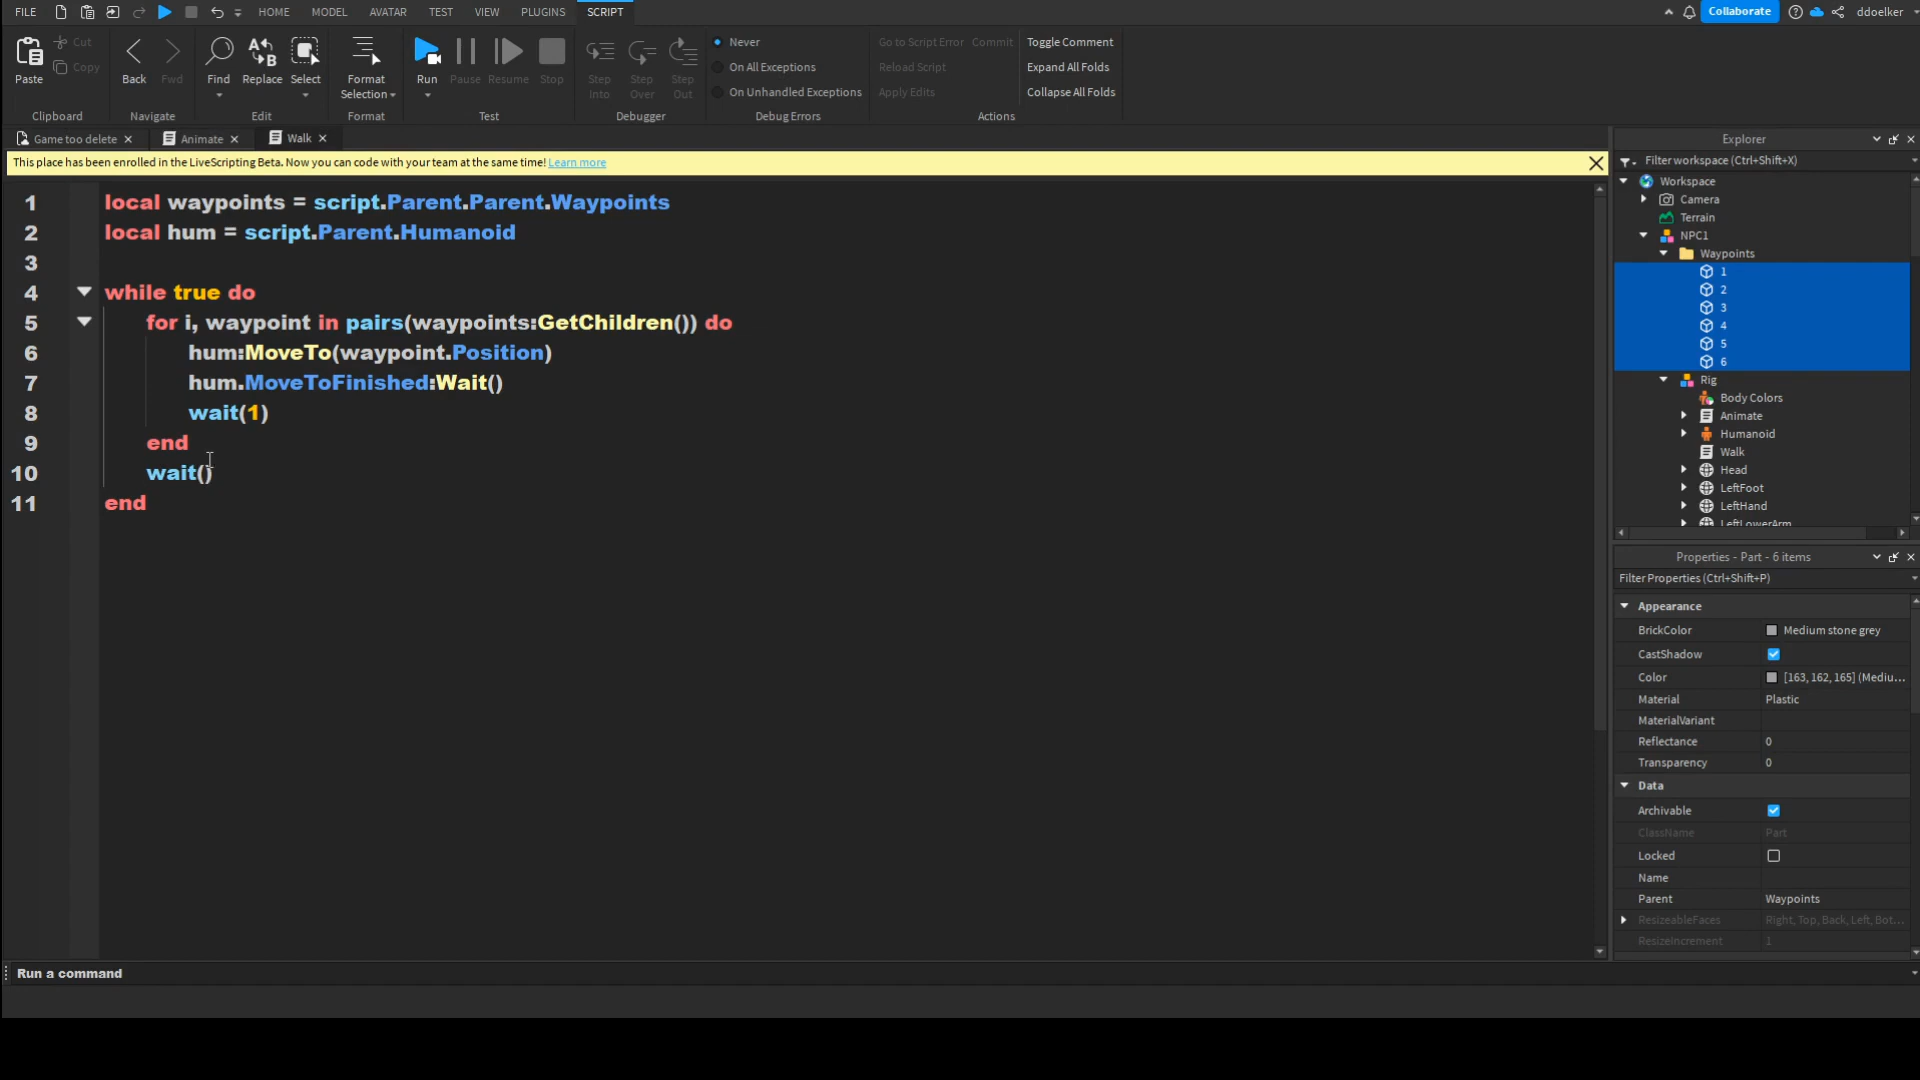 FILE HOME MODEL AVATAR TEST VIEW PLUGINS SCRIPT Collaborate ddoelker
Paste Cut Copy Back Fwd Find Replace Select Format Selection Run Pause Resume Stop Step Into Step Over Step Out
Never
On All Exceptions
On Unhandled Exceptions
Go to Script Error Commit
Reload Script
Apply Edits
Toggle Comment
Expand All Folds
Collapse All Folds
Clipboard Navigate Edit Format Test Debugger Debug Errors Actions
Game too delete Animate Walk
This place has been enrolled in the LiveScripting Beta. Now you can code with your team at the same time! Learn more
1 local waypoints = script.Parent.Parent.Waypoints
2 local hum = script.Parent.Humanoid
3
4 while true do
5 for i, waypoint in pairs(waypoints:GetChildren()) do
6 hum:MoveTo(waypoint.Position)
7 hum.MoveToFinished:Wait()
8 wait(1)
9 end
10 wait()
11 end
Explorer
Filter workspace (Ctrl+Shift+X)
Workspace
Camera
Terrain
NPC1
Waypoints
1
2
3
4
5
6
Rig
Body Colors
Animate
Humanoid
Walk
Head
LeftFoot
LeftHand
LeftLowerArm
Properties - Part - 6 items
Filter Properties (Ctrl+Shift+P)
Appearance
BrickColor Medium stone grey
CastShadow
Color [163, 162, 165] (Mediu...
Material Plastic
MaterialVariant
Reflectance 0
Transparency 0
Data
Archivable
ClassName Part
Locked
Name
Parent Waypoints
ResizeableFaces Right, Top, Back, Left, Bot...
ResizeIncrement 1
Run a command